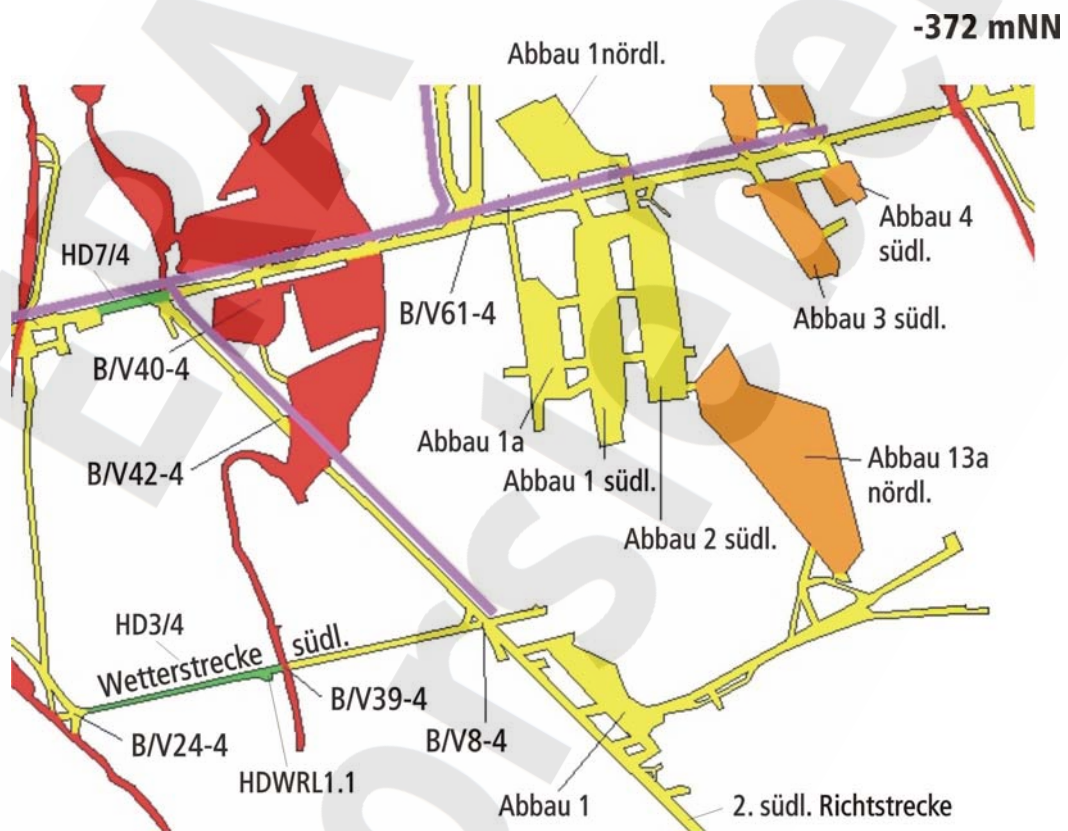 -372 mNN
Abbau 1nördl.
Abbau 4
südl.
HD7/4
B/V61-4
Abbau 3 südl.
B/V40-4
Abbau 1a
B/V42-4
Abbau 1 südl.
Abbau 13a
nördl.
Abbau 2 südl.
HD3/4
Wetterstrecke südl.
B/V39-4
B/V24-4
B/V8-4
HDWRL1.1
Abbau 1
2. südl. Richtstrecke